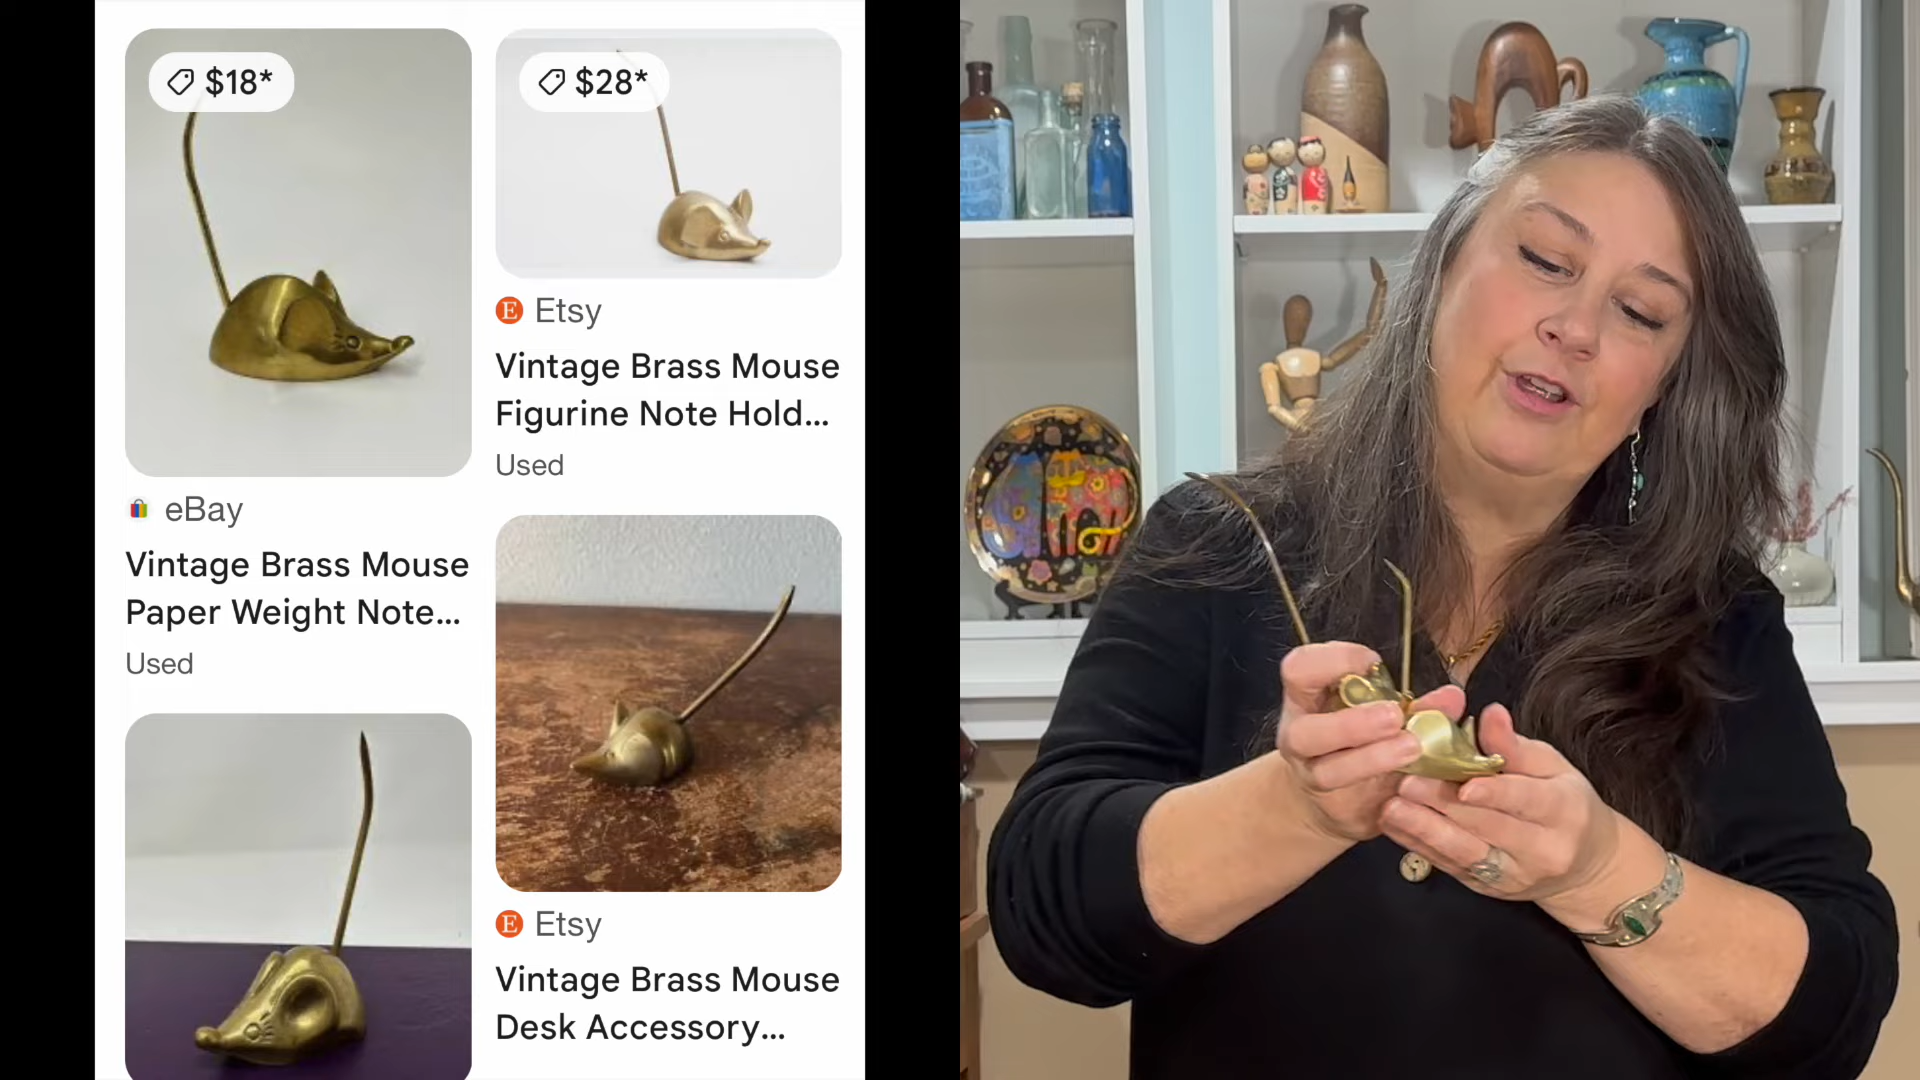 $18*
eBay
Vintage Brass Mouse
Paper Weight Note...
Used
$28*
Etsy
Vintage Brass Mouse
Figurine Note Hold...
Used
Etsy
Vintage Brass Mouse
Desk Accessory...